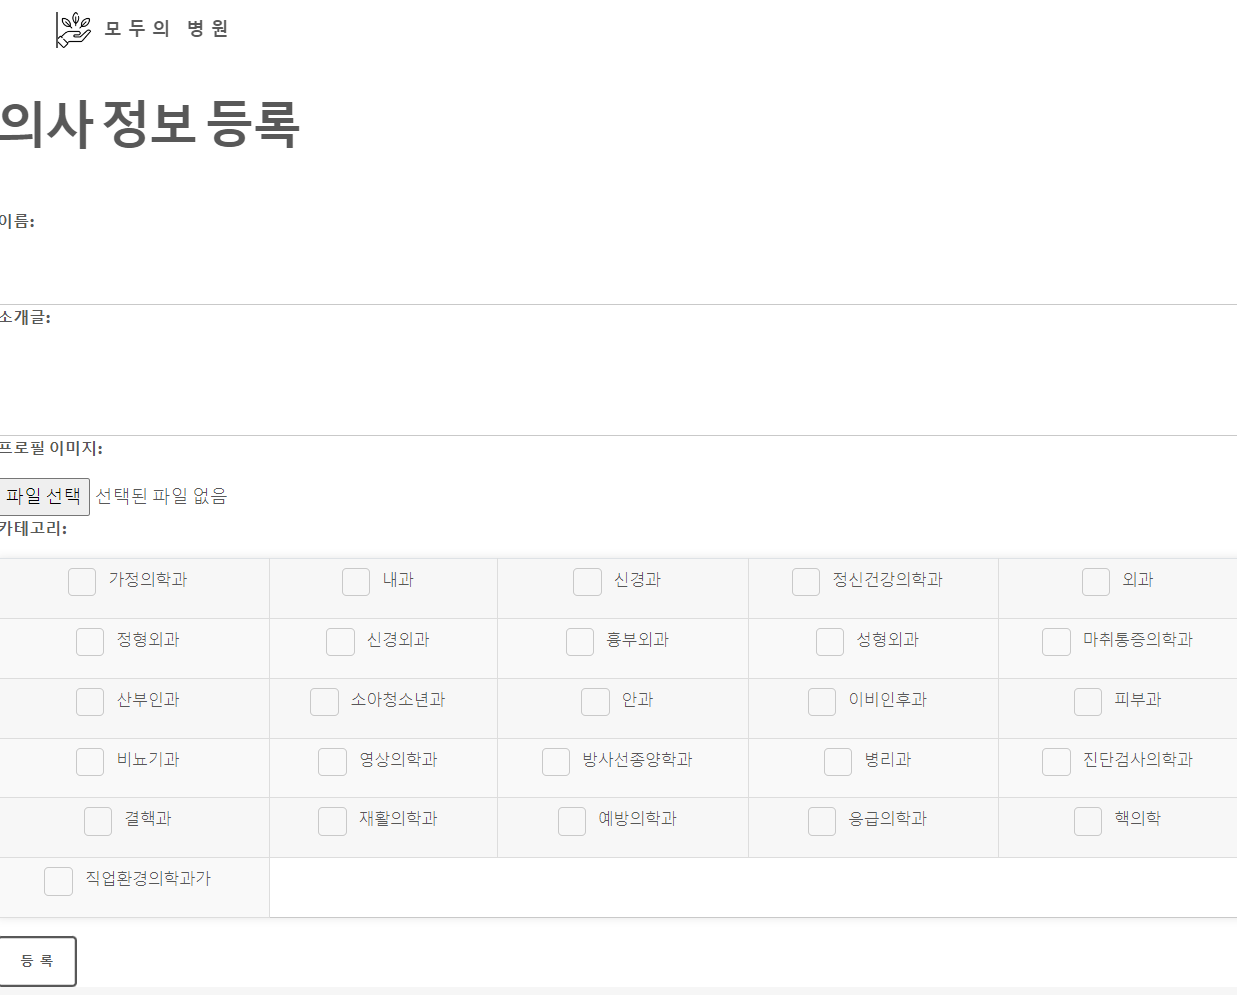 모두의 병원
의사 정보 등록
이름:
소개글:
프로필 이미지:
파일 선택 선택된 파일 없음
카테고리:
가정의학과 내과 신경과 정신건강의학과 외과
정형외과 신경외과 흉부외과 성형외과 마취통증의학과
산부인과 소아청소년과 안과 이비인후과 피부과
비뇨기과 영상의학과 방사선종양학과 병리과 진단검사의학과
결핵과 재활의학과 예방의학과 응급의학과 핵의학
직업환경의학과가
등록